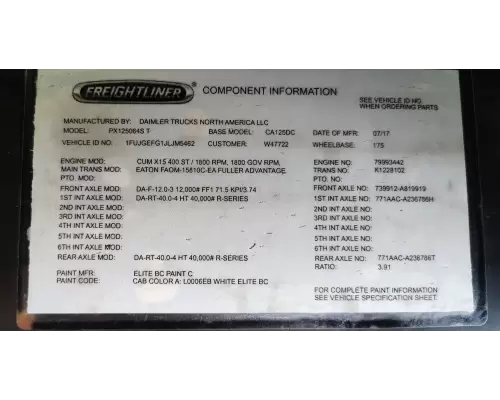 FREIGHTLINER
COMPONENT INFORMATION
SEE VEHICLE ID NO.
WHEN ORDERING PARTS
MANUFACTURED BY: DAIMLER TRUCKS NORTH AMERICA LLC
MODEL: PX125064S T BASE MODEL: CA125DC DATE OF MFR: 07/17
VEHICLE ID NO.: 1FUJGEFG1JLJM5462 CUSTOMER: W47722 WHEELBASE: 175
ENGINE MOD: CUM X15 400 ST / 1800 RPM, 1800 GOV RPM, ENGINE NO: 79993442
MAIN TRANS MOD: EATON FAOM-15810C-EA FULLER ADVANTAGE. TRANS NO: K1228102
PTO. MOD: PTO NO:
FRONT AXLE MOD: DA-F-12.0-3 12,000# FF1 71.5 KPI/3.74 FRONT AXLE NO: 739912-A819919
1ST INT AXLE MOD: DA-RT-40.0-4 HT 40,000# R-SERIES 1ST INT AXLE NO: 771AAC-A236786H
2ND INT AXLE MOD: 2ND INT AXLE NO:
3RD INT AXLE MOD: 3RD INT AXLE NO:
4TH INT AXLE MOD: 4TH INT AXLE NO:
5TH INT AXLE MOD: 5TH INT AXLE NO:
6TH INT AXLE MOD: 6TH INT AXLE NO:
REAR AXLE MOD: DA-RT-40.0-4 HT 40,000# R-SERIES REAR AXLE NO: 771AAC-A236786T
RATIO: 3.91
PAINT MFR: ELITE BC PAINT C
PAINT CODE: CAB COLOR A: L0006EB WHITE ELITE BC
FOR COMPLETE PAINT INFORMATION
SEE VEHICLE SPECIFICATION SHEET.